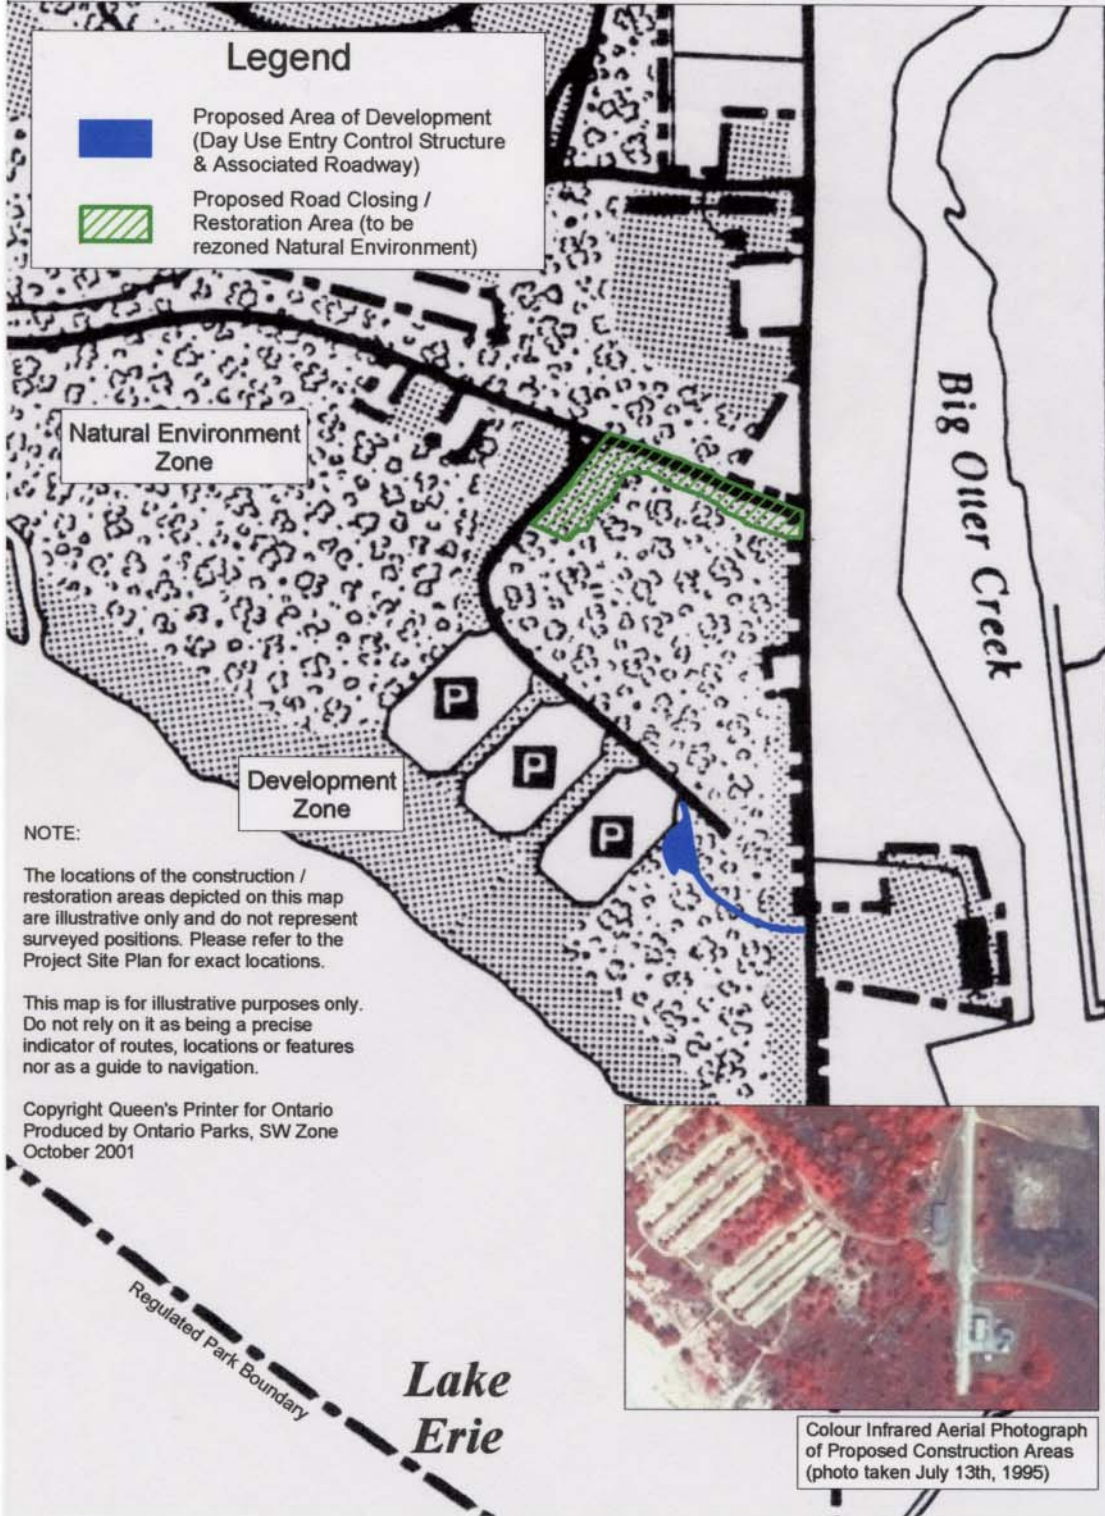 Legend
Proposed Area of Development
(Day Use Entry Control Structure
& Associated Roadway)
Proposed Road Closing /
Restoration Area (to be
rezoned Natural Environment)
Natural Environment
Zone
Big Otter Creek
P
P
P
Development
Zone
NOTE:
The locations of the construction /
restoration areas depicted on this map
are illustrative only and do not represent
surveyed positions. Please refer to the
Project Site Plan for exact locations.
This map is for illustrative purposes only.
Do not rely on it as being a precise
indicator of routes, locations or features
nor as a guide to navigation.
Copyright Queen's Printer for Ontario
Produced by Ontario Parks, SW Zone
October 2001
Regulated Park Boundary
Lake
Erie
Colour Infrared Aerial Photograph
of Proposed Construction Areas
(photo taken July 13th, 1995)